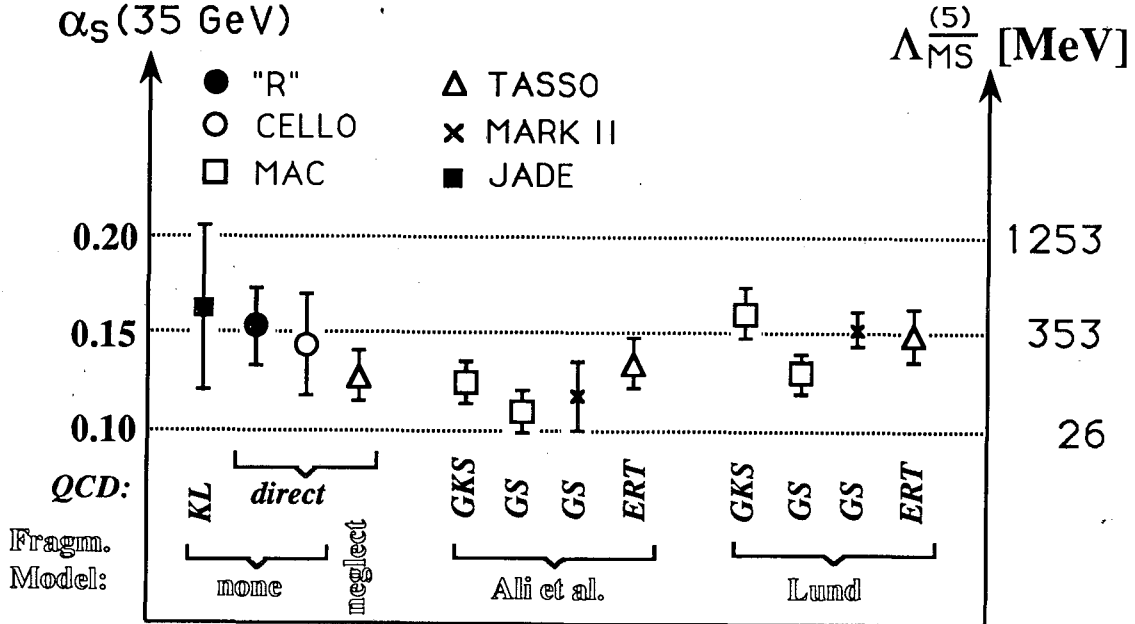 αS (35 GeV)
Λ(5)MS [MeV]
"R"
TASSO
CELLO
MARK II
MAC
JADE
0.20
1253
0.15
353
0.10
26
QCD:
KL
direct
GKS
GS
GS
ERT
GKS
GS
GS
ERT
Fragm.
Model:
none
neglect
Ali et al.
Lund